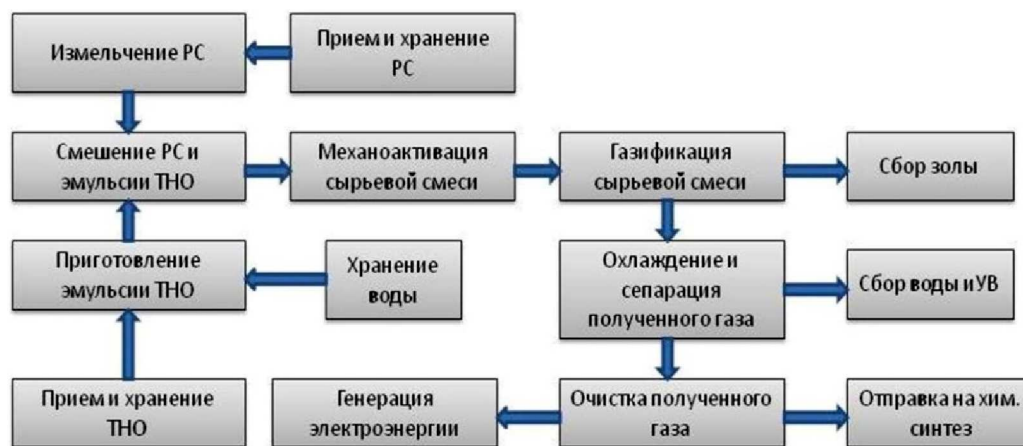 Измельчение РС
Прием и хранение
РС
Смешение РС и
эмульсии ТНО
Механоактивация
сырьевой смеси
Газификация
сырьевой смеси
Сбор золы
Приготовление
эмульсии ТНО
Хранение
воды
Охлаждение и
сепарация
полученного газа
Сбор воды иУВ
Прием и хранение
ТНО
Генерация
электроэнергии
Очистка полученного
газа
Отправка на хим.
синтез